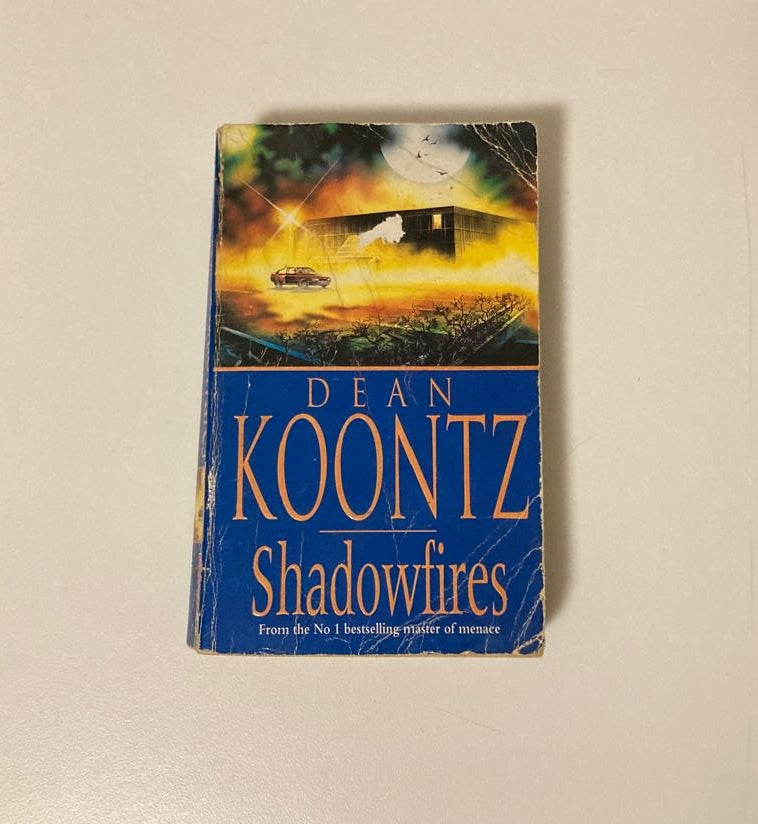 DEAN
KOONTZ
Shadowfires
From the No 1 bestselling master of menace